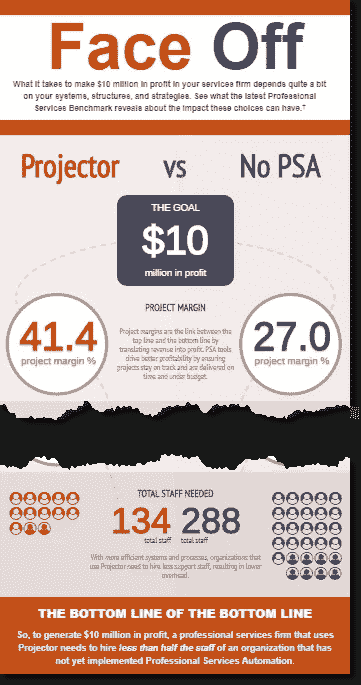 Face Off
What it takes to make $10 million in profit in your services firm depends quite a bit
on your systems, structures, and strategies. See what the latest Professional
Services Benchmark reveals about the impact these choices can have.†
Projector vs No PSA
THE GOAL
$10
million in profit
PROJECT MARGIN
41.4
project margin %
Project margins are the link between the
top line and the bottom line by
translating revenue into profit. PSA tools
drive better profitability by ensuring
projects stay on track and are delivered on
time and under budget.
27.0
project margin %
TOTAL STAFF NEEDED
134 288
total staff total staff
With more efficient systems and processes, organizations that
use Projector need to hire less support staff, resulting in lower
overhead.
THE BOTTOM LINE OF THE BOTTOM LINE
So, to generate $10 million in profit, a professional services firm that uses
Projector needs to hire less than half the staff of an organization that has
not yet implemented Professional Services Automation.